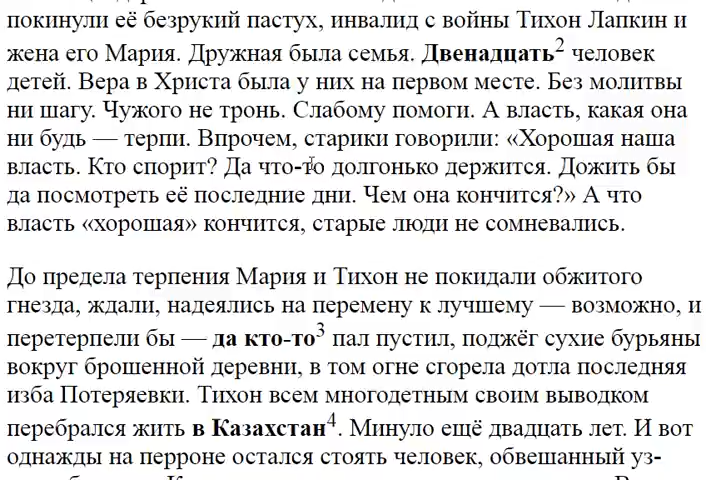 покинули её безрукий пастух, инвалид с войны Тихон Лапкин и
жена его Мария. Дружная была семья. Двенадцать² человек
детей. Вера в Христа была у них на первом месте. Без молитвы
ни шагу. Чужого не тронь. Слабому помоги. А власть, какая она
ни будь — терпи. Впрочем, старики говорили: «Хорошая наша
власть. Кто спорит? Да что-то долгонько держится. Дожить бы
да посмотреть её последние дни. Чем она кончится?» А что
власть «хорошая» кончится, старые люди не сомневались.
До предела терпения Мария и Тихон не покидали обжитого
гнезда, ждали, надеялись на перемену к лучшему — возможно, и
перетерпели бы — да кто-то³ пал пустил, поджёг сухие бурьяны
вокруг брошенной деревни, в том огне сгорела дотла последняя
изба Потеряевки. Тихон всем многодетным своим выводком
перебрался жить в Казахстан⁴. Минуло ещё двадцать лет. И вот
однажды на перроне остался стоять человек, обвешанный уз-